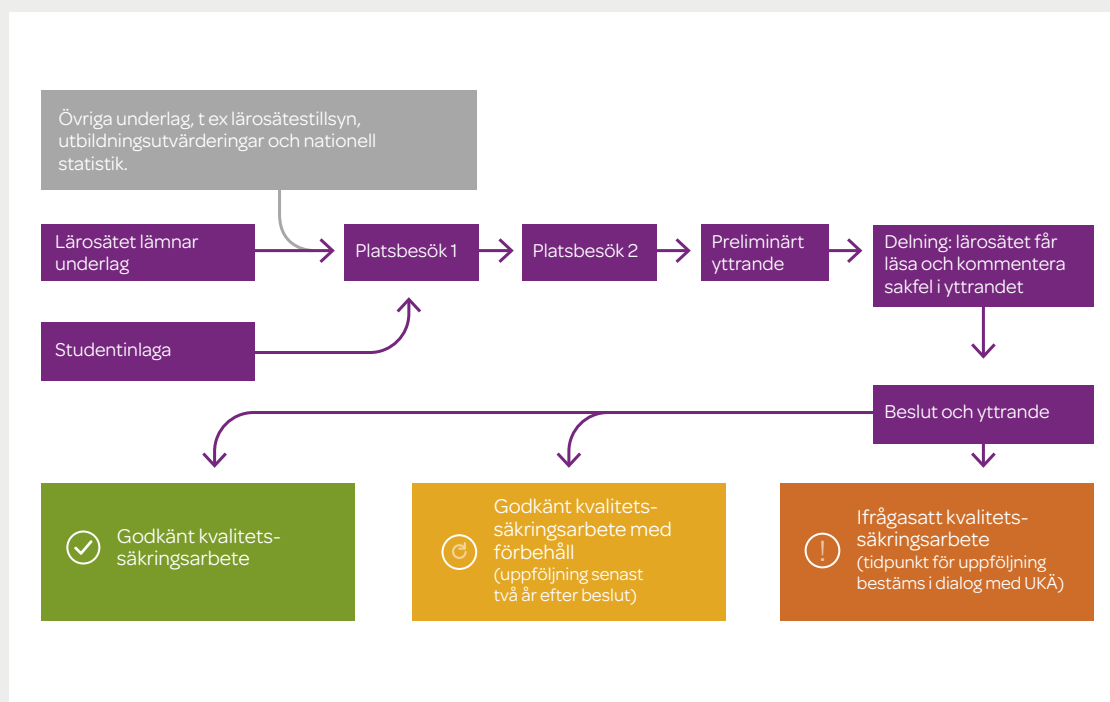 Övriga underlag, t ex lärosätestillsyn,
utbildningsutvärderingar och nationell
statistik.
Lärosätet lämnar
underlag
Platsbesök 1
Platsbesök 2
Preliminärt
yttrande
Delning: lärosätet får
läsa och kommentera
sakfel i yttrandet
Studentinlaga
Beslut och yttrande
Godkänt kvalitets-
säkringsarbete
Godkänt kvalitets-
säkringsarbete med
förbehåll
(uppföljning senast
två år efter beslut)
Ifrågasatt kvalitets-
säkringsarbete
(tidpunkt för uppföljning
bestäms i dialog med UKÄ)